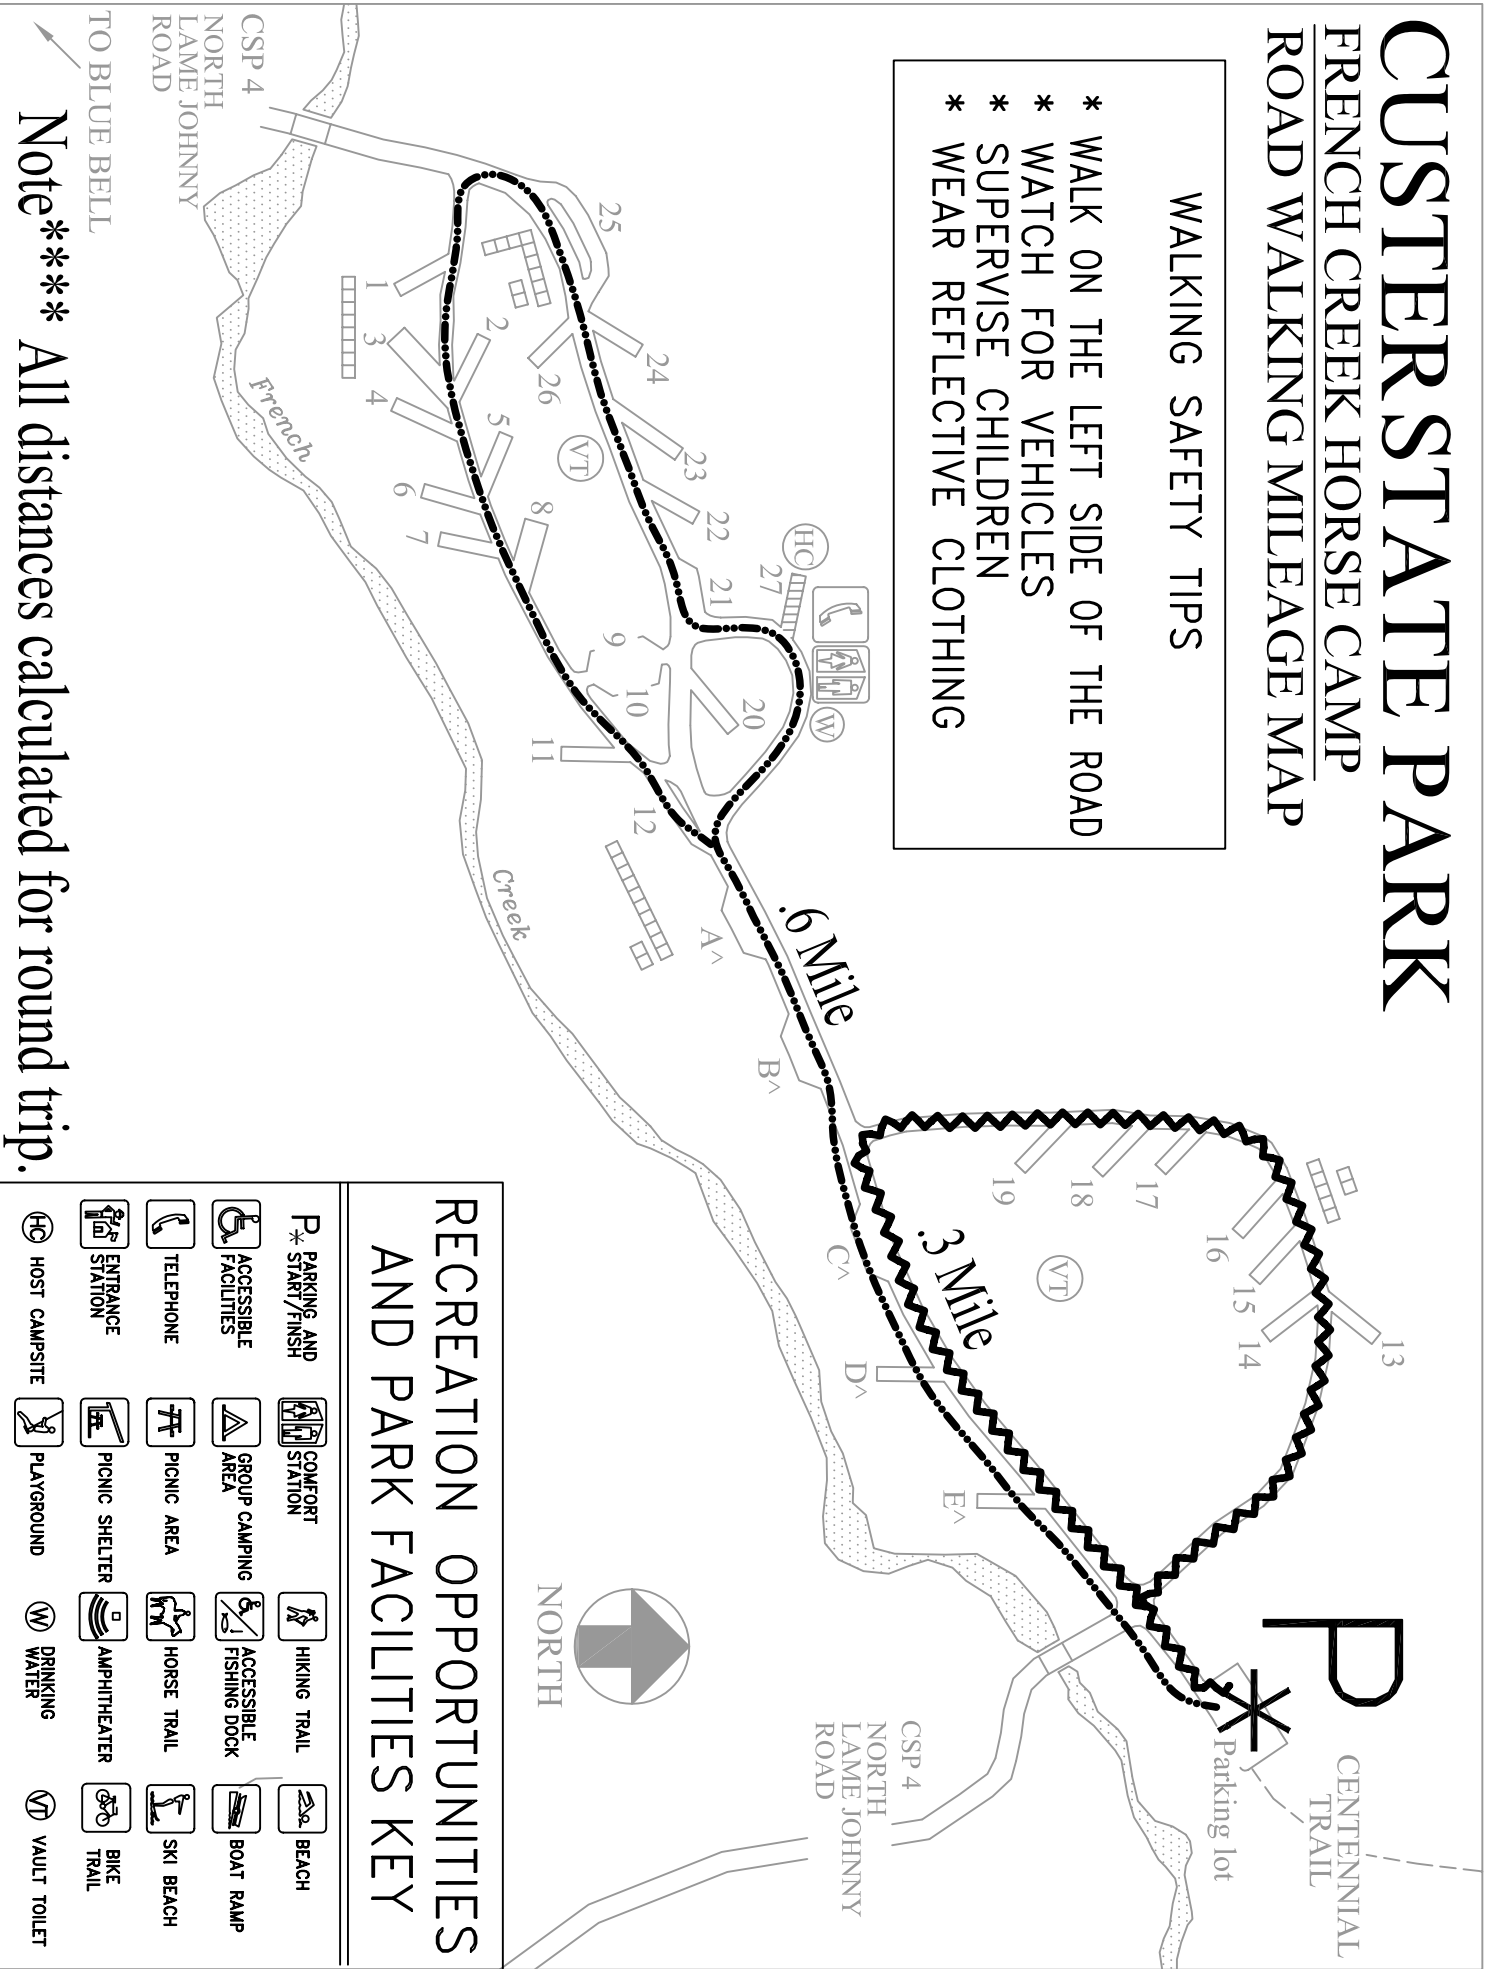 CUSTER STATE PARK
FRENCH CREEK HORSE CAMP
ROAD WALKING MILEAGE MAP
WALKING SAFETY TIPS
* WALK ON THE LEFT SIDE OF THE ROAD
* WATCH FOR VEHICLES
* SUPERVISE CHILDREN
* WEAR REFLECTIVE CLOTHING
P
CENTENNIAL
TRAIL
Parking lot
13
14
15
16
17
18
19
VT
.3 Mile
.6 Mile
HC
27
W
20
21
22
23
24
25
26
VT
1
2
3
4
5
6
7
8
9
10
11
12
A^
B^
C^
D^
E^
French
Creek
CSP 4
NORTH
LAME JOHNNY
ROAD
TO BLUE BELL
CSP 4
NORTH
LAME JOHNNY
ROAD
NORTH
RECREATION OPPORTUNITIES
AND PARK FACILITIES KEY
P* PARKING AND
START/FINSH
COMFORT
STATION
HIKING TRAIL
BEACH
ACCESSIBLE
FACILITIES
GROUP CAMPING
AREA
ACCESSIBLE
FISHING DOCK
BOAT RAMP
TELEPHONE
PICNIC AREA
HORSE TRAIL
SKI BEACH
ENTRANCE
STATION
PICNIC SHELTER
AMPHITHEATER
BIKE
TRAIL
HC HOST CAMPSITE
PLAYGROUND
W DRINKING
WATER
VT VAULT TOILET
Note**** All distances calculated for round trip.